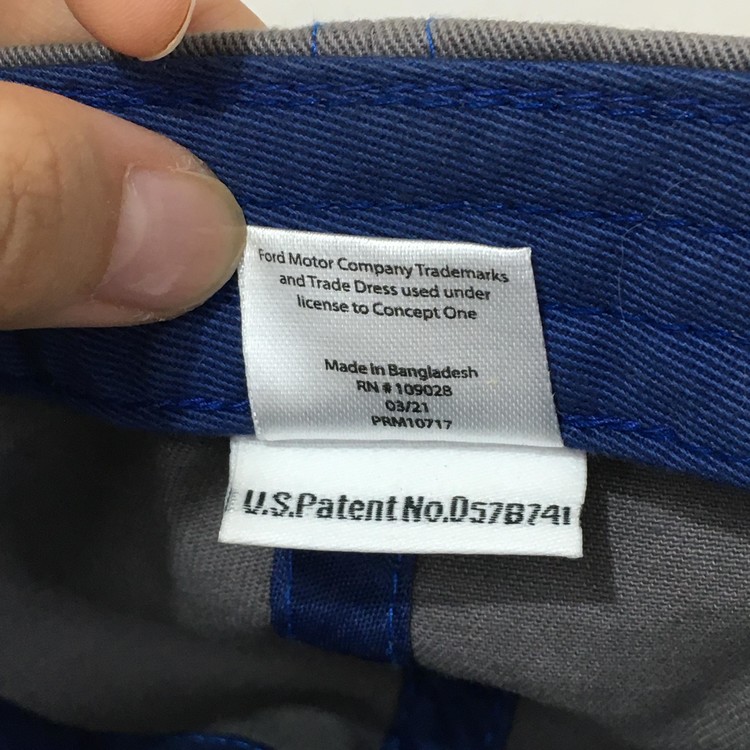 Ford Motor Company Trademarks
and Trade Dress used under
license to Concept One
Made in Bangladesh
RN # 109028
03/21
PRM10717
U.S.Patent No.D578741